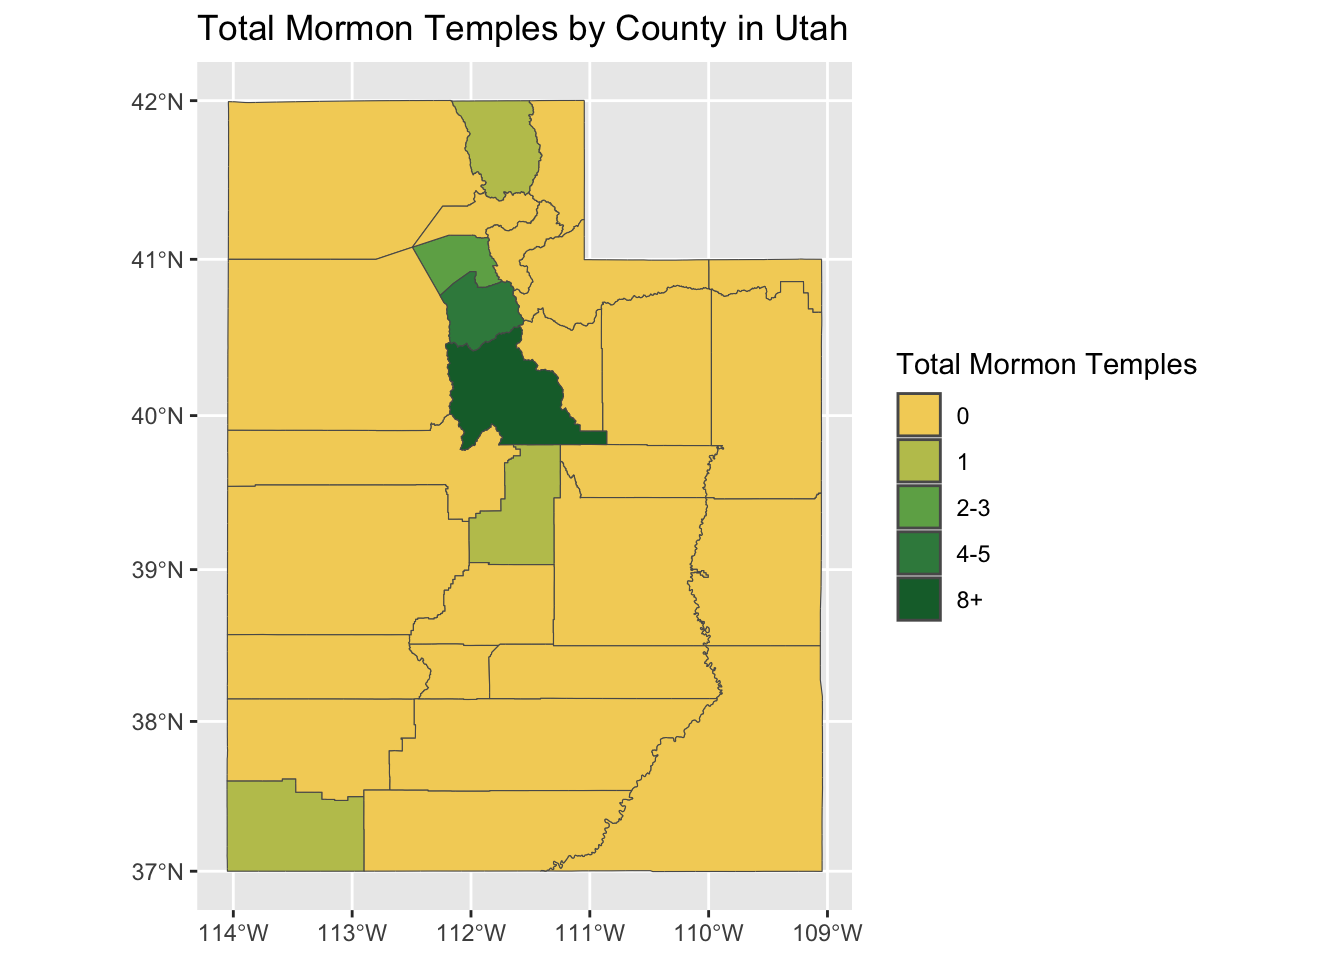 Total Mormon Temples by County in Utah
42°N
41°N
40°N
39°N
38°N
37°N
114°W 113°W 112°W 111°W 110°W 109°W
Total Mormon Temples
0
1
2-3
4-5
8+